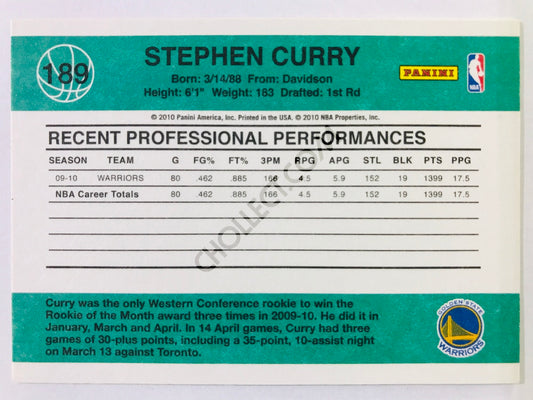 189
STEPHEN CURRY
Born: 3/14/88 From: Davidson
Height: 6'1" Weight: 183 Drafted: 1st Rd
PANINI
NBA
© 2010 Panini America, Inc. Printed in the USA. © 2010 NBA Properties, Inc.
RECENT PROFESSIONAL PERFORMANCES
SEASON TEAM G FG% FT% 3PM RPG APG STL BLK PTS PPG
09-10 WARRIORS 80 .462 .885 166 4.5 5.9 152 19 1399 17.5
NBA Career Totals 80 .462 .885 166 4.5 5.9 152 19 1399 17.5
CHOLLECT.COM
Curry was the only Western Conference rookie to win the
Rookie of the Month award three times in 2009-10. He did it in
January, March and April. In 14 April games, Curry had three
games of 30-plus points, including a 35-point, 10-assist night
on March 13 against Toronto.
GOLDEN STATE
WARRIORS